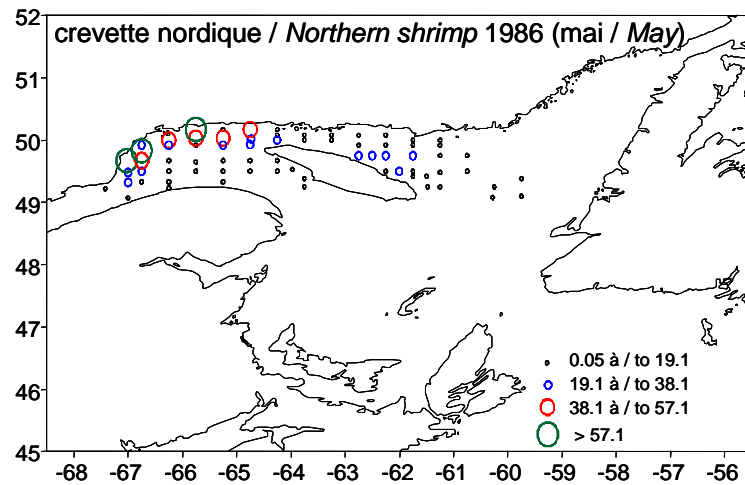 crevette nordique / Northern shrimp 1986 (mai / May)
52
51
50
49
48
47
46
45
0.05 à / to 19.1
19.1 à / to 38.1
38.1 à / to 57.1
> 57.1
-68 -67 -66 -65 -64 -63 -62 -61 -60 -59 -58 -57 -56